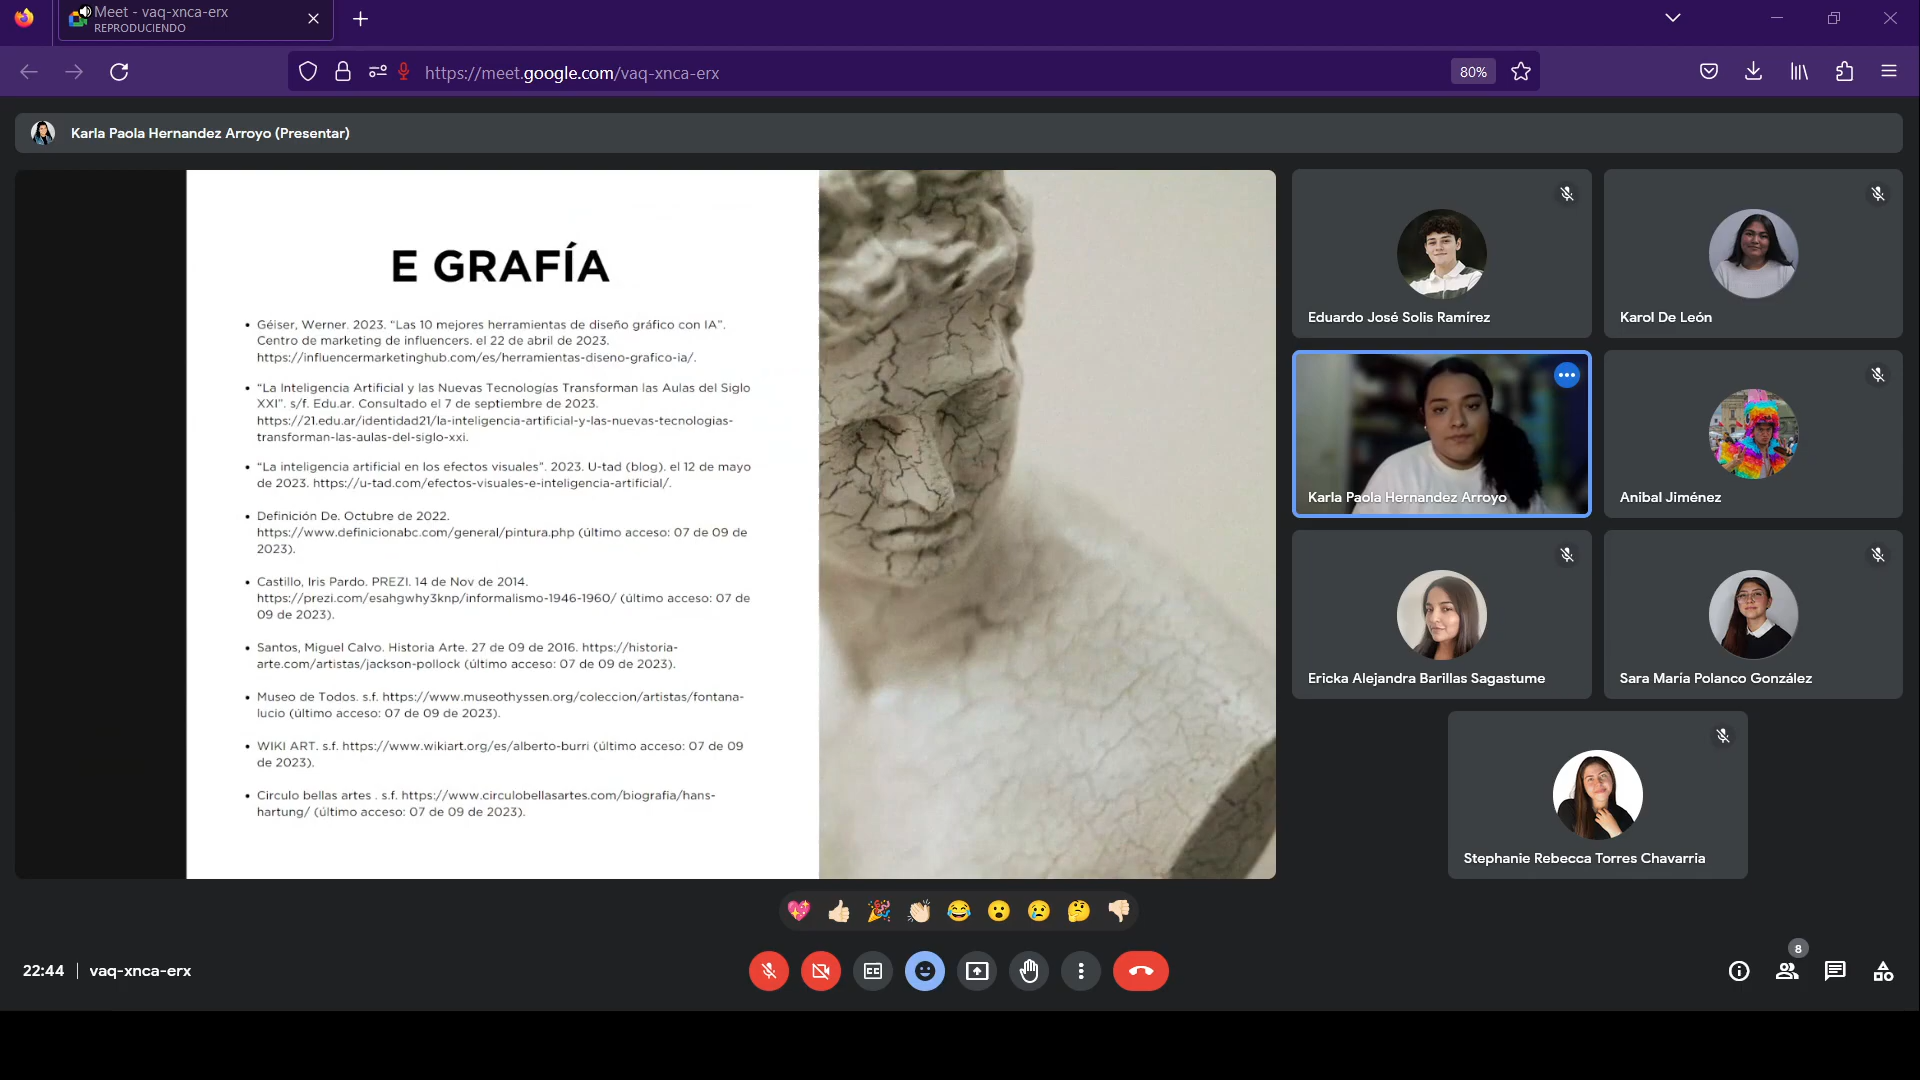 Meet - vaq-xnca-erx
REPRODUCIENDO
https://meet.google.com/vaq-xnca-erx
80%
Karla Paola Hernandez Arroyo (Presentar)
E GRAFÍA
• Géiser, Werner. 2023. “Las 10 mejores herramientas de diseño gráfico con IA”.
Centro de marketing de influencers. el 22 de abril de 2023.
https://influencermarketinghub.com/es/herramientas-diseno-grafico-ia/.
• “La Inteligencia Artificial y las Nuevas Tecnologías Transforman las Aulas del Siglo
XXI”. s/f. Edu.ar. Consultado el 7 de septiembre de 2023.
https://21.edu.ar/identidad21/la-inteligencia-artificial-y-las-nuevas-tecnologias-
transforman-las-aulas-del-siglo-xxi.
• “La inteligencia artificial en los efectos visuales”. 2023. U-tad (blog). el 12 de mayo
de 2023. https://u-tad.com/efectos-visuales-e-inteligencia-artificial/.
• Definición De. Octubre de 2022.
https://www.definicionabc.com/general/pintura.php (último acceso: 07 de 09 de
2023).
• Castillo, Iris Pardo. PREZI. 14 de Nov de 2014.
https://prezi.com/esahgwhy3knp/informalismo-1946-1960/ (último acceso: 07 de
09 de 2023).
• Santos, Miguel Calvo. Historia Arte. 27 de 09 de 2016. https://historia-
arte.com/artistas/jackson-pollock (último acceso: 07 de 09 de 2023).
• Museo de Todos. s.f. https://www.museothyssen.org/coleccion/artistas/fontana-
lucio (último acceso: 07 de 09 de 2023).
• WIKI ART. s.f. https://www.wikiart.org/es/alberto-burri (último acceso: 07 de 09
de 2023).
• Circulo bellas artes . s.f. https://www.circulobellasartes.com/biografia/hans-
hartung/ (último acceso: 07 de 09 de 2023).
Eduardo José Solis Ramírez
Karol De León
Karla Paola Hernandez Arroyo
Anibal Jiménez
Ericka Alejandra Barillas Sagastume
Sara María Polanco González
Stephanie Rebecca Torres Chavarria
22:44 | vaq-xnca-erx
8